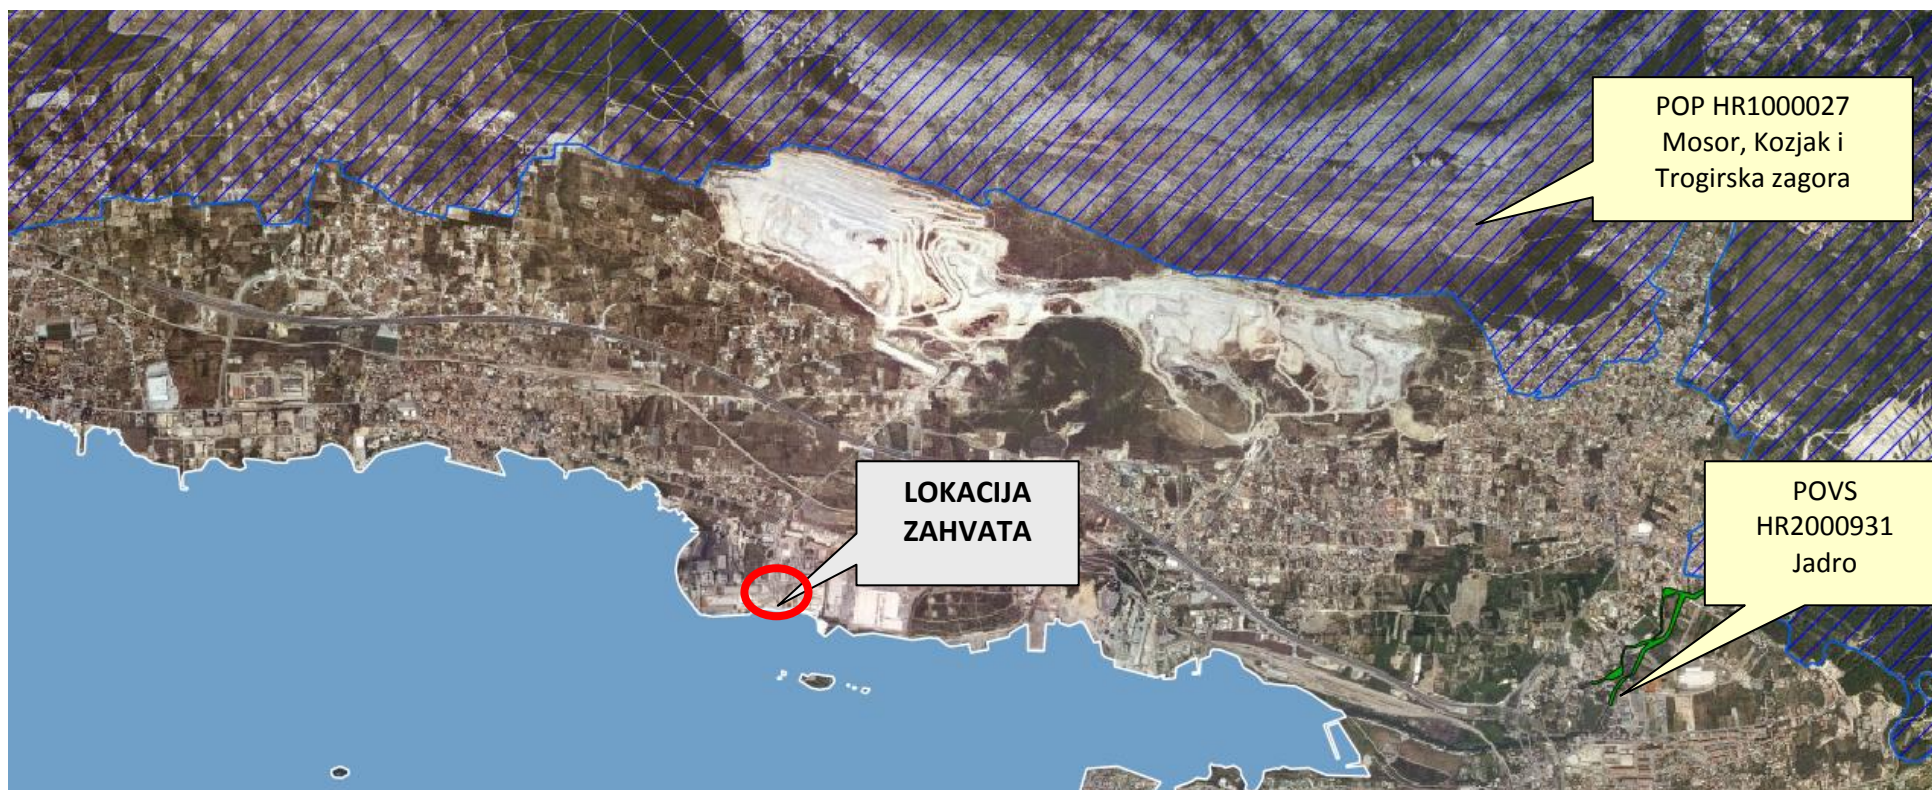 POP HR1000027
Mosor, Kozjak i
Trogirska zagora
LOKACIJA
ZAHVATA
POVS
HR2000931
Jadro